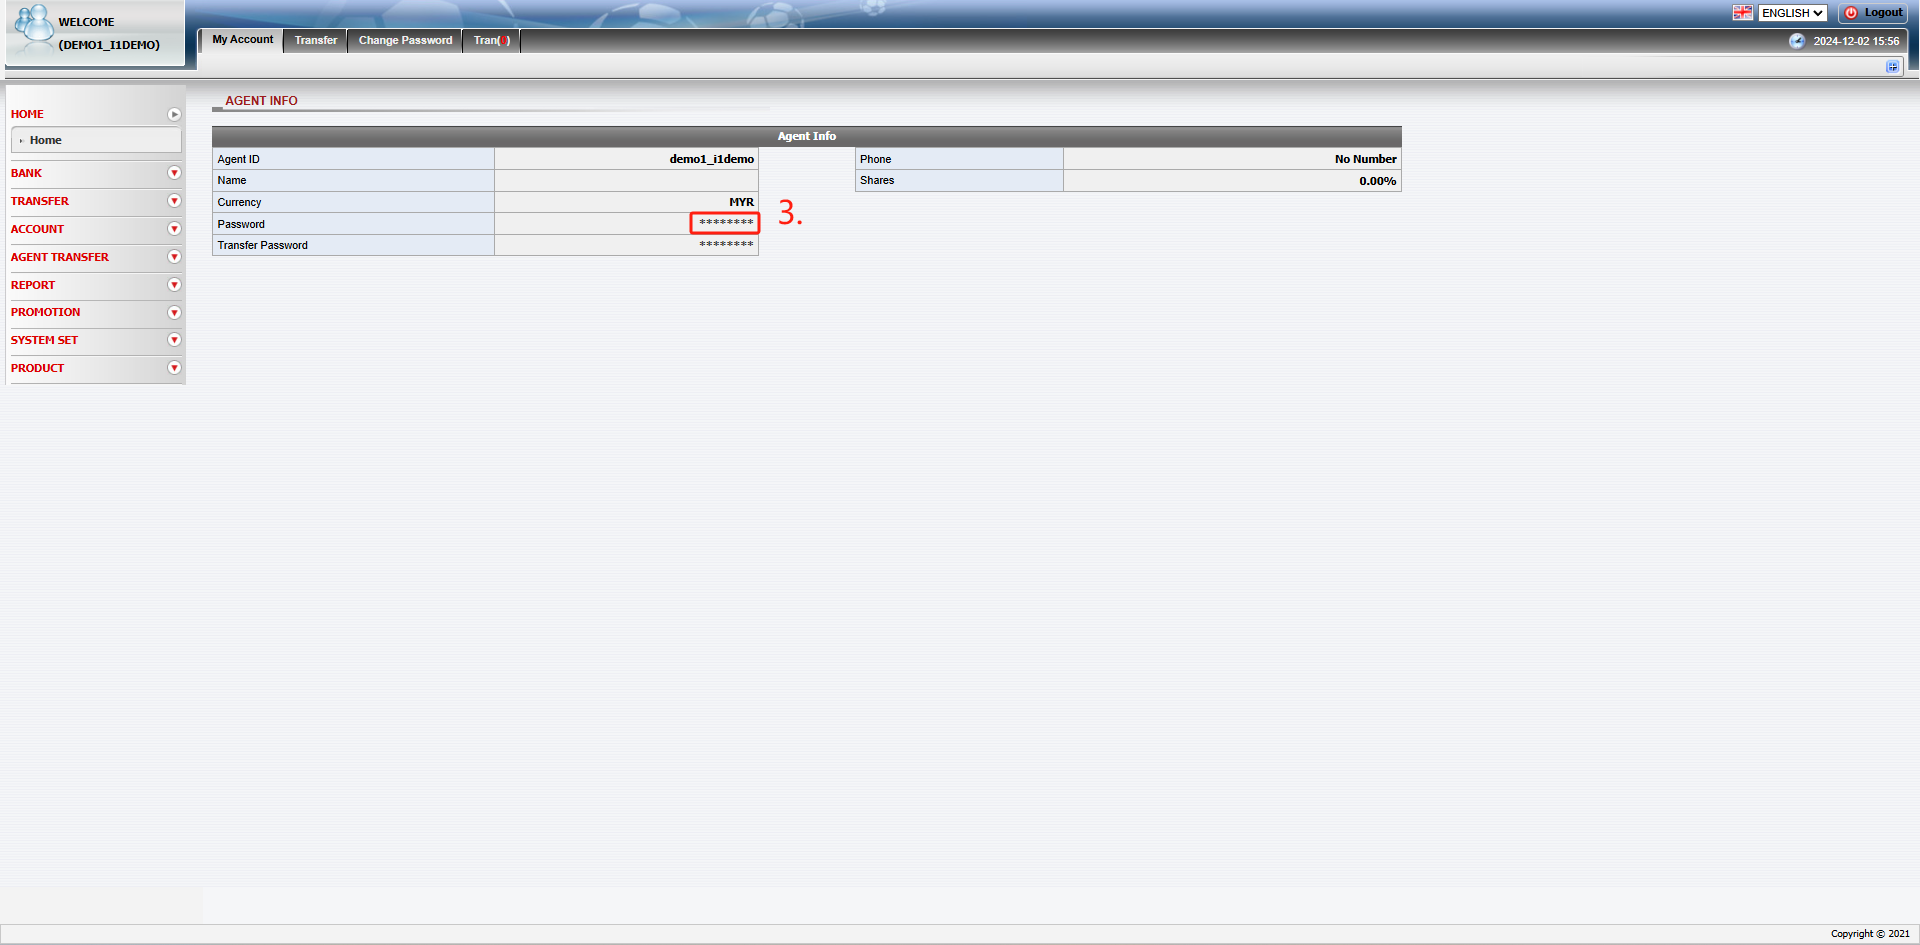 WELCOME
(DEMO1_I1DEMO)
ENGLISH
Logout
My Account
Transfer
Change Password
Tran(0)
2024-12-02 15:56
HOME
Home
BANK
TRANSFER
ACCOUNT
AGENT TRANSFER
REPORT
PROMOTION
SYSTEM SET
PRODUCT
AGENT INFO
Agent Info
Agent ID demo1_i1demo Phone No Number
Name Shares 0.00%
Currency MYR
Password ******** 3.
Transfer Password ********
Copyright © 2021